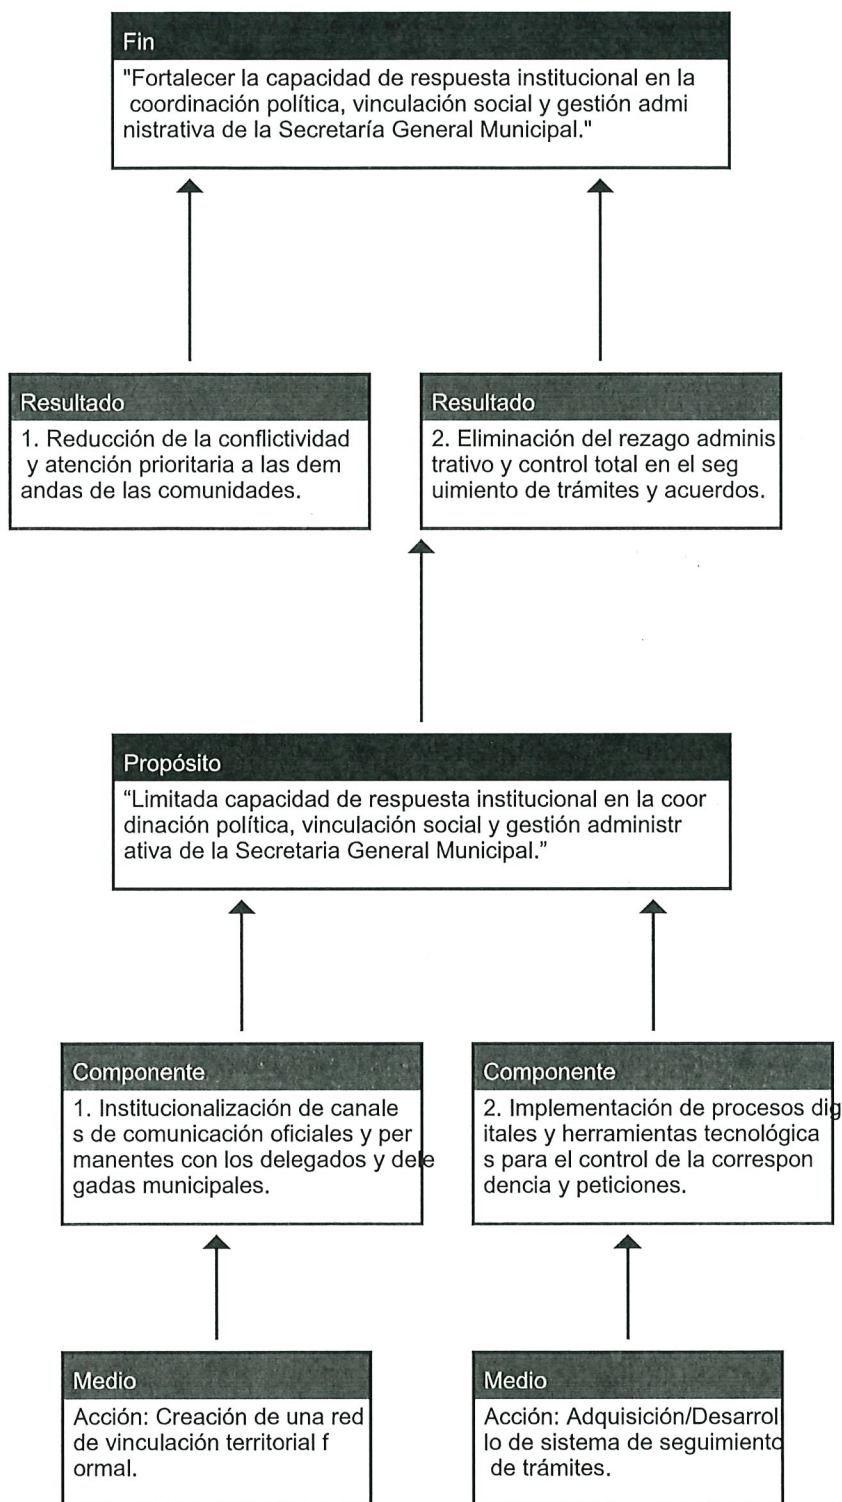 Fin
"Fortalecer la capacidad de respuesta institucional en la
coordinación política, vinculación social y gestión admi
nistrativa de la Secretaría General Municipal."
Resultado
1. Reducción de la conflictividad
y atención prioritaria a las dem
andas de las comunidades.
Resultado
2. Eliminación del rezago adminis
trativo y control total en el seg
uimiento de trámites y acuerdos.
Propósito
“Limitada capacidad de respuesta institucional en la coor
dinación política, vinculación social y gestión administr
ativa de la Secretaria General Municipal.”
Componente
1. Institucionalización de canale
s de comunicación oficiales y per
manentes con los delegados y dele
gadas municipales.
Componente
2. Implementación de procesos dig
itales y herramientas tecnológica
s para el control de la correspon
dencia y peticiones.
Medio
Acción: Creación de una red
de vinculación territorial f
ormal.
Medio
Acción: Adquisición/Desarrol
lo de sistema de seguimiento
de trámites.